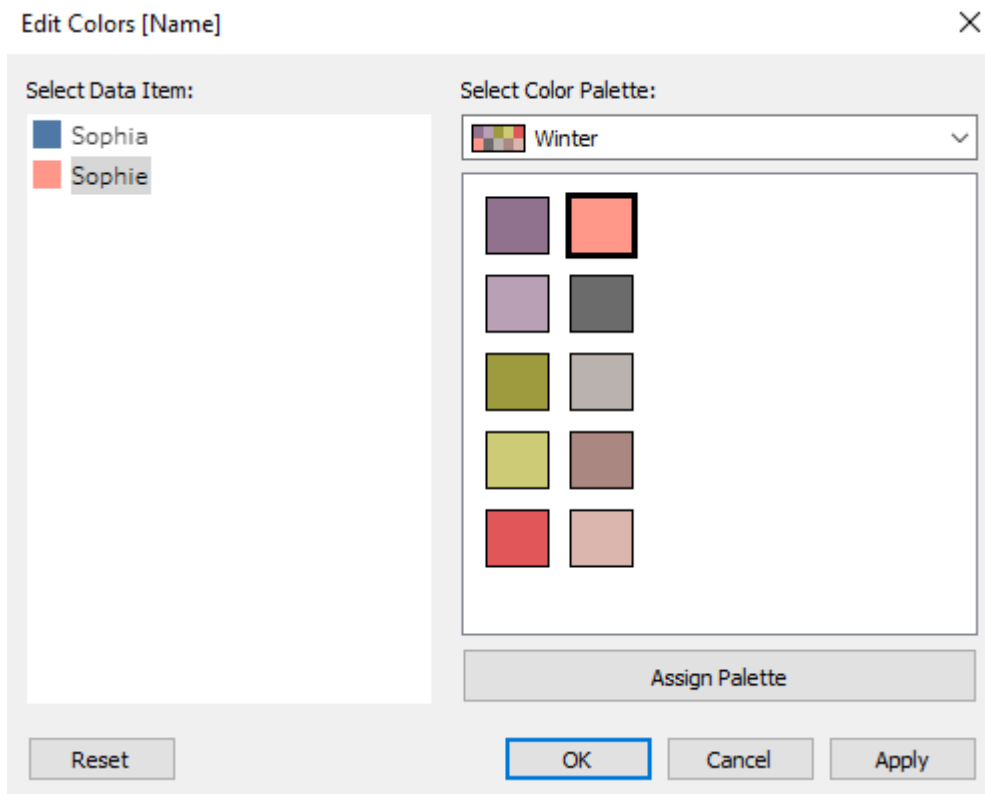 Edit Colors [Name]
Select Data Item:
Sophia
Sophie
Select Color Palette:
Winter
Assign Palette
Reset
OK
Cancel
Apply